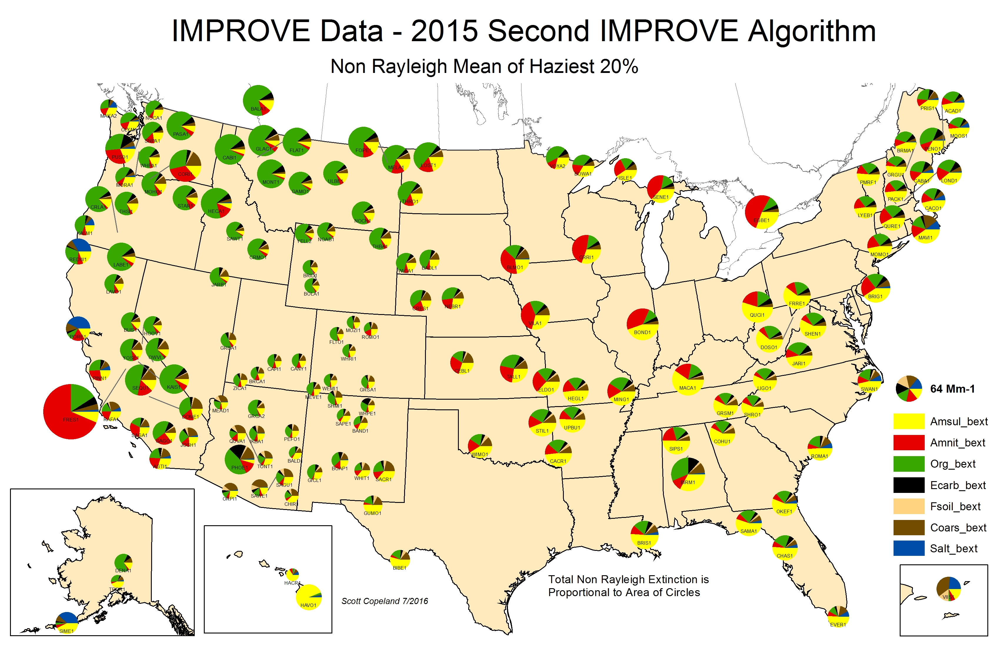 IMPROVE Data - 2015 Second IMPROVE Algorithm
Non Rayleigh Mean of Haziest 20%
BALA1
MAKA2
NOCA1
PRIS1
ACAD1
OLYM1
PASA1
SNPA1
MOOS1
PUSO1
GLAC1
FLAT1
FOPE1
CABI1
BRMA1
PENO1
WHPA1
MELA1
LOST1
VOYA2
BOWA1
CORI1
ISLE1
GRGU1
MONT1
ULBE1
MORA1
PMRF1
CABA1
LOND1
MOHO1
GAMO1
SENE1
PACK1
CRLA1
THSI1
STAR1
HECA1
THRO1
CACO1
LYEB1
NOCH1
EGBE1
QURE1
KALM1
SAWT1
YELL2
NOAB1
MAVI1
THBA1
CRMO1
GRRI1
MOMO1
REDW1
LABE1
WICA1
BADL1
BLMO1
BRID1
JARB1
LAVO1
BOLA1
BRIG1
CRES1
NEBR1
FRRE1
QUCI1
VILA1
BLIS1
HOOV1
MOZI1
ROMO1
BOND1
SHEN1
PORE1
FLTO1
GRBA1
DOSO1
YOSE1
OWVL1
WHRI1
JARI1
CAPI1
CANY1
CEBL1
TALL1
PINN1
BRCA1
SEQU1
KAIS1
ZICA1
WEMI1
GRSA1
ELDO1
HEGL1
MING1
MACA1
LIGO1
SWAN1
64 Mm-1
MEVE1
SHMI1
MEAD1
WHPE1
FRES1
RAFA1
DOME1
GRCA2
SAPE1
BAND1
GRSM1
SHRO1
Amsul_bext
STIL1
UPBU1
SAGA1
SAGO1
JOSH1
QUVA1
IKBA1
PEFO1
Amnit_bext
SIPS1
COHU1
WIMO1
ROMA1
AGTI1
PHOE1
TONT1
BALD1
BOAP1
CACR1
Org_bext
GICL1
WHIT1
SACR1
BIRM1
SAGU1
Ecarb_bext
ORPI1
SAWE1
CHIR1
GUMO1
OKEF1
Fsoil_bext
SAMA1
Coars_bext
BRIS1
CHAS1
Salt_bext
BIBE1
DENA1
TRCR1
HACR1
HAVO1
Total Non Rayleigh Extinction is
Proportional to Area of Circles
Scott Copeland 7/2016
VIIS1
EVER1
SIME1